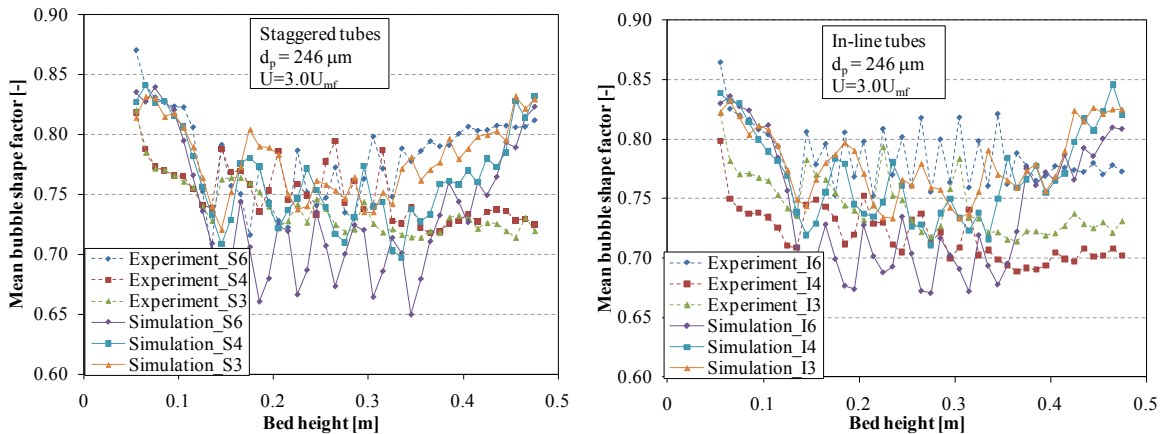 0.90
0.85
0.80
0.75
0.70
0.65
0.60
Mean bubble shape factor [-]
Staggered tubes
dp = 246 μm
U=3.0Umf
Experiment_S6
Experiment_S4
Experiment_S3
Simulation_S6
Simulation_S4
Simulation_S3
0 0.1 0.2 0.3 0.4 0.5
Bed height [m]
0.90
0.85
0.80
0.75
0.70
0.65
0.60
Mean bubble shape factor [-]
In-line tubes
dp = 246 μm
U=3.0Umf
Experiment_I6
Experiment_I4
Experiment_I3
Simulation_I6
Simulation_I4
Simulation_I3
0 0.1 0.2 0.3 0.4 0.5
Bed height [m]